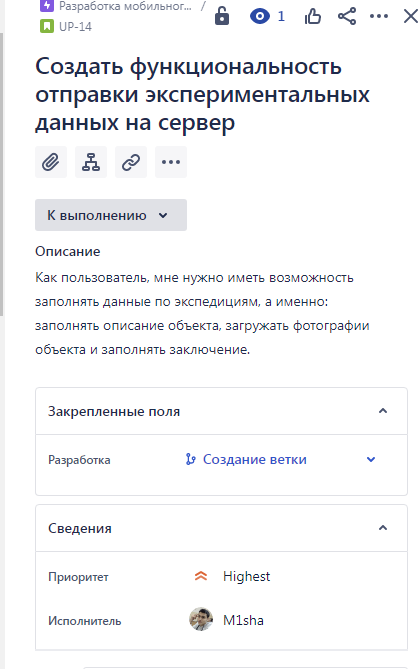 Разработка мобильног... /
UP-14
1
Создать функциональность
отправки экспериментальных
данных на сервер
К выполнению
Описание
Как пользователь, мне нужно иметь возможность
заполнять данные по экспедициям, а именно:
заполнять описание объекта, загружать фотографии
объекта и заполнять заключение.
Закрепленные поля
Разработка
Создание ветки
Сведения
Приоритет
Highest
Исполнитель
M1sha